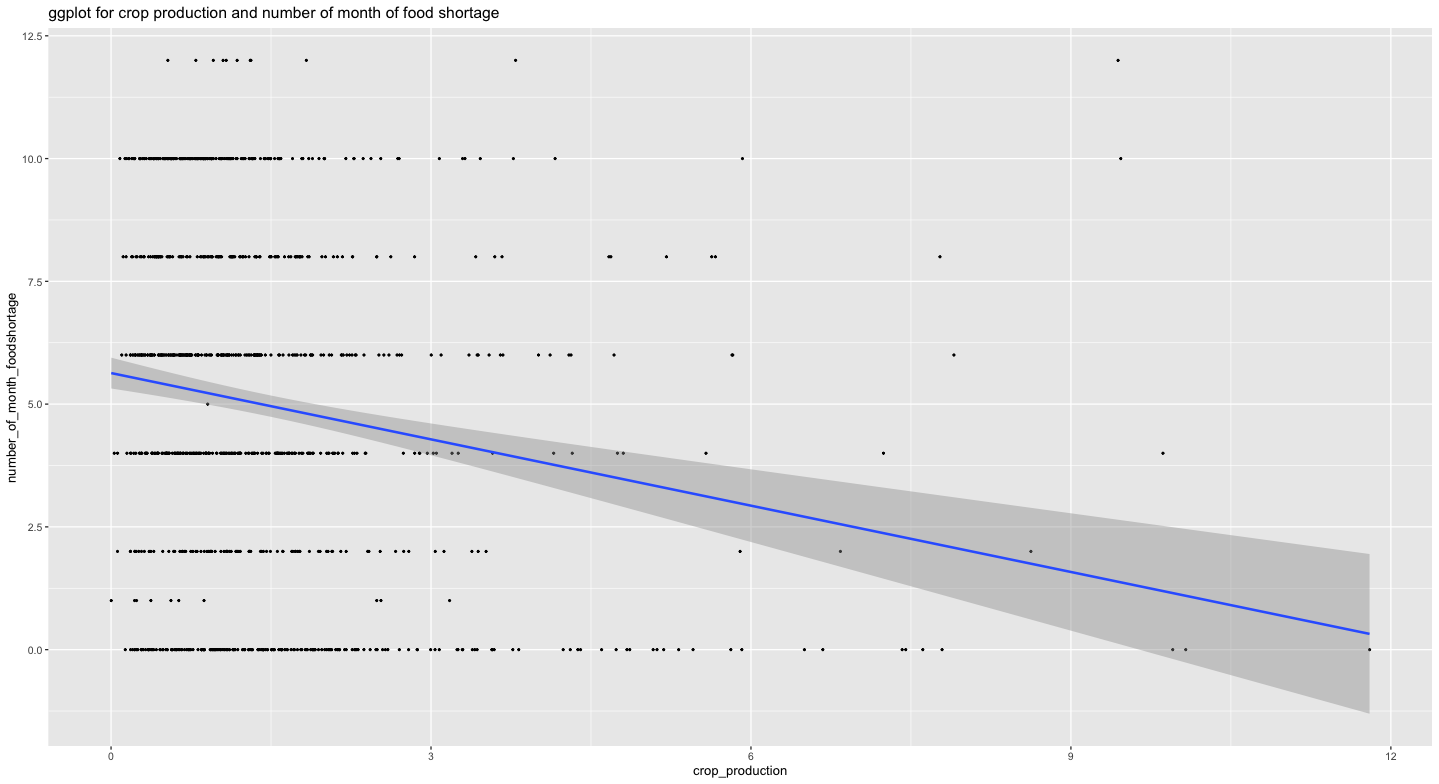 ggplot for crop production and number of month of food shortage
12.5
10.0
7.5
5.0
2.5
0.0
number_of_month_foodshortage
0 3 6 9 12
crop_production